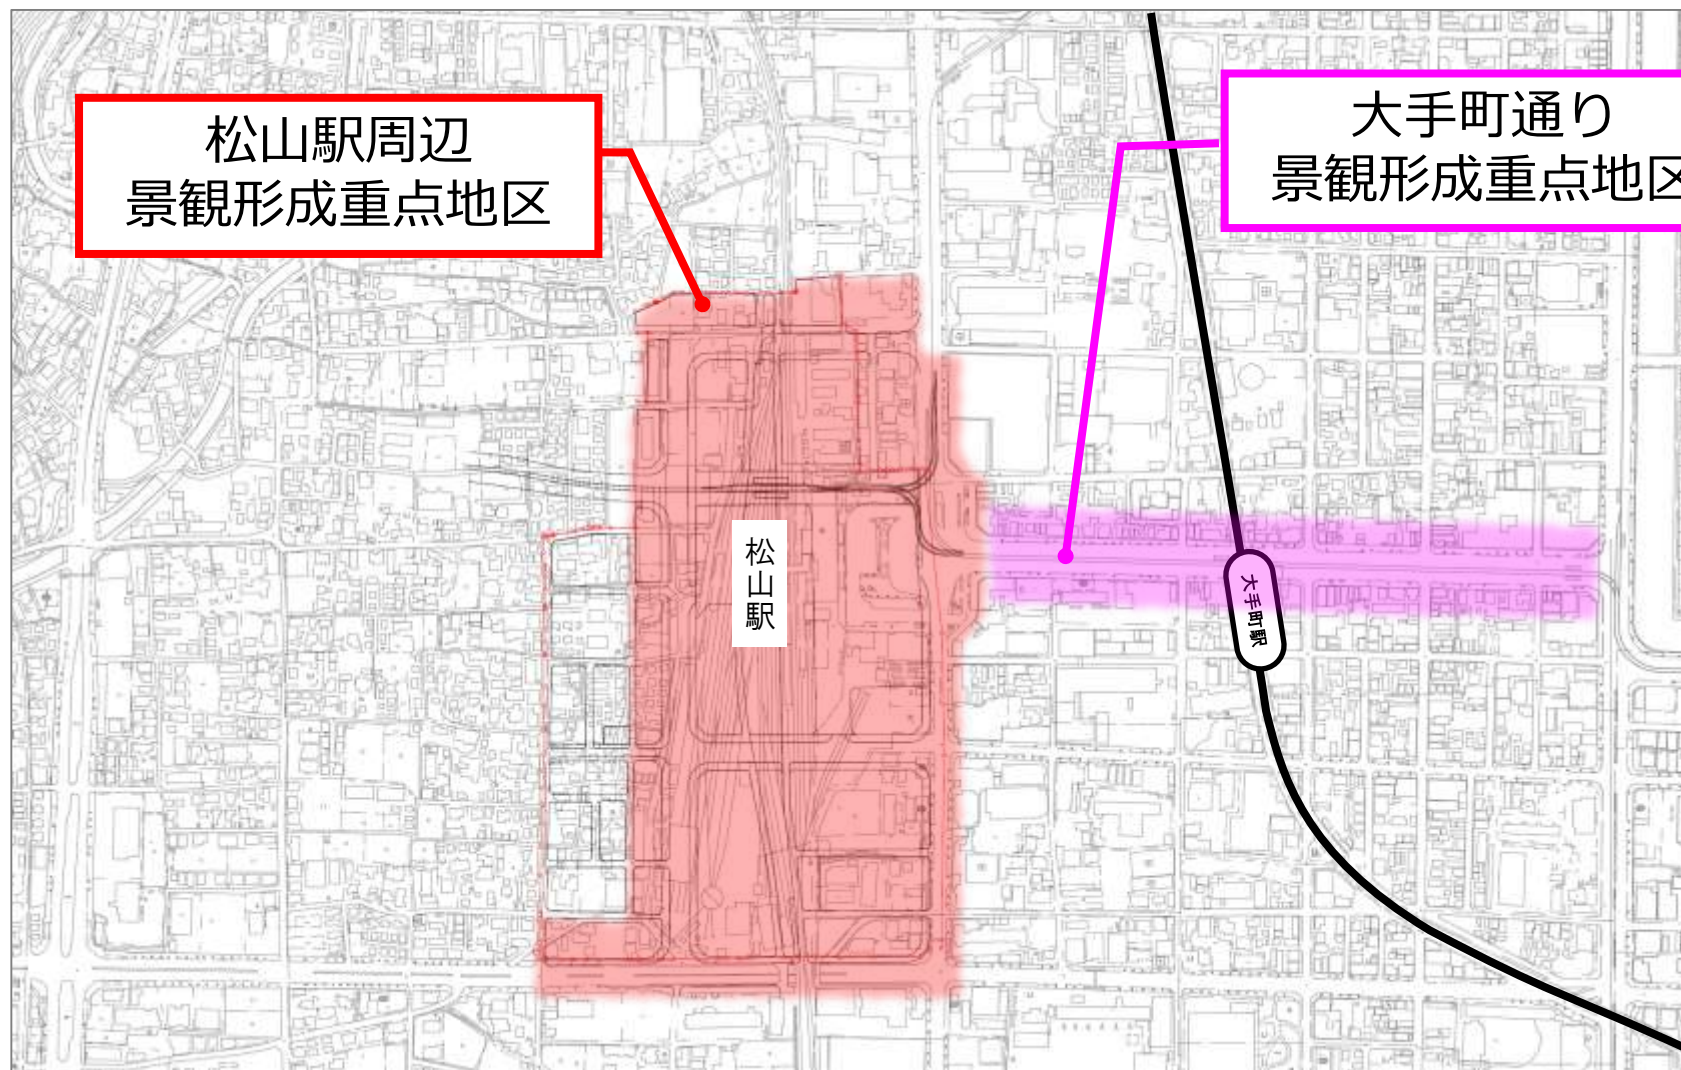 松山駅周辺
景観形成重点地区
大手町通り
景観形成重点地区
松山駅
大手町駅